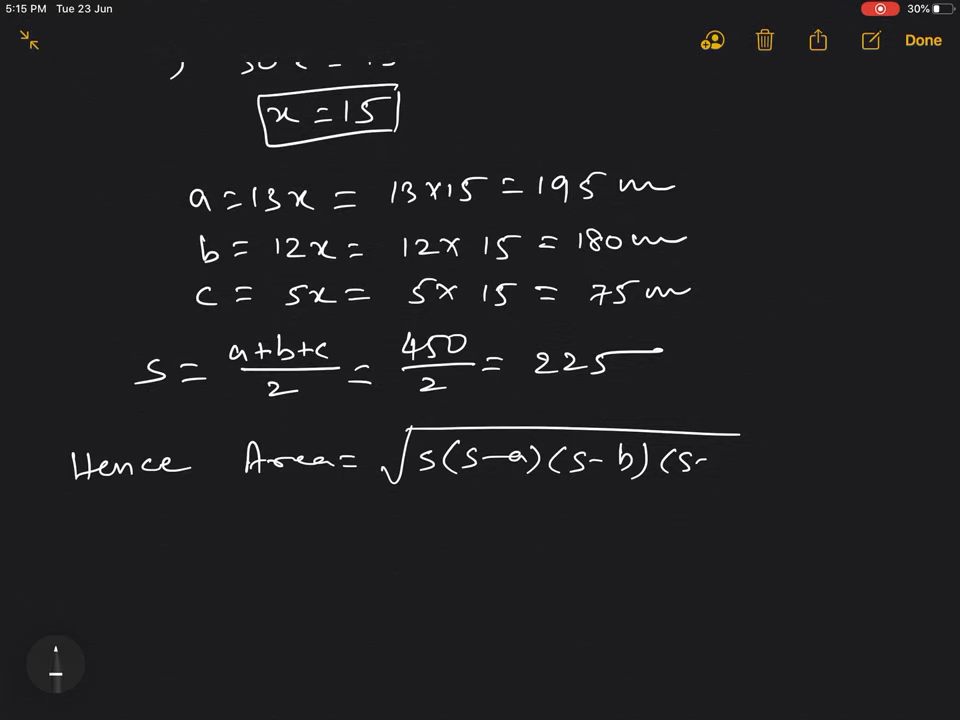 5:15 PM Tue 23 Jun 30%
Done
x = 15
a = 13x = 13 × 15 = 195 m
b = 12x = 12 × 15 = 180 m
c = 5x = 5 × 15 = 75 m
s = a+b+c/2 = 450/2 = 225
Hence Area = √s(s-a)(s-b)(s-